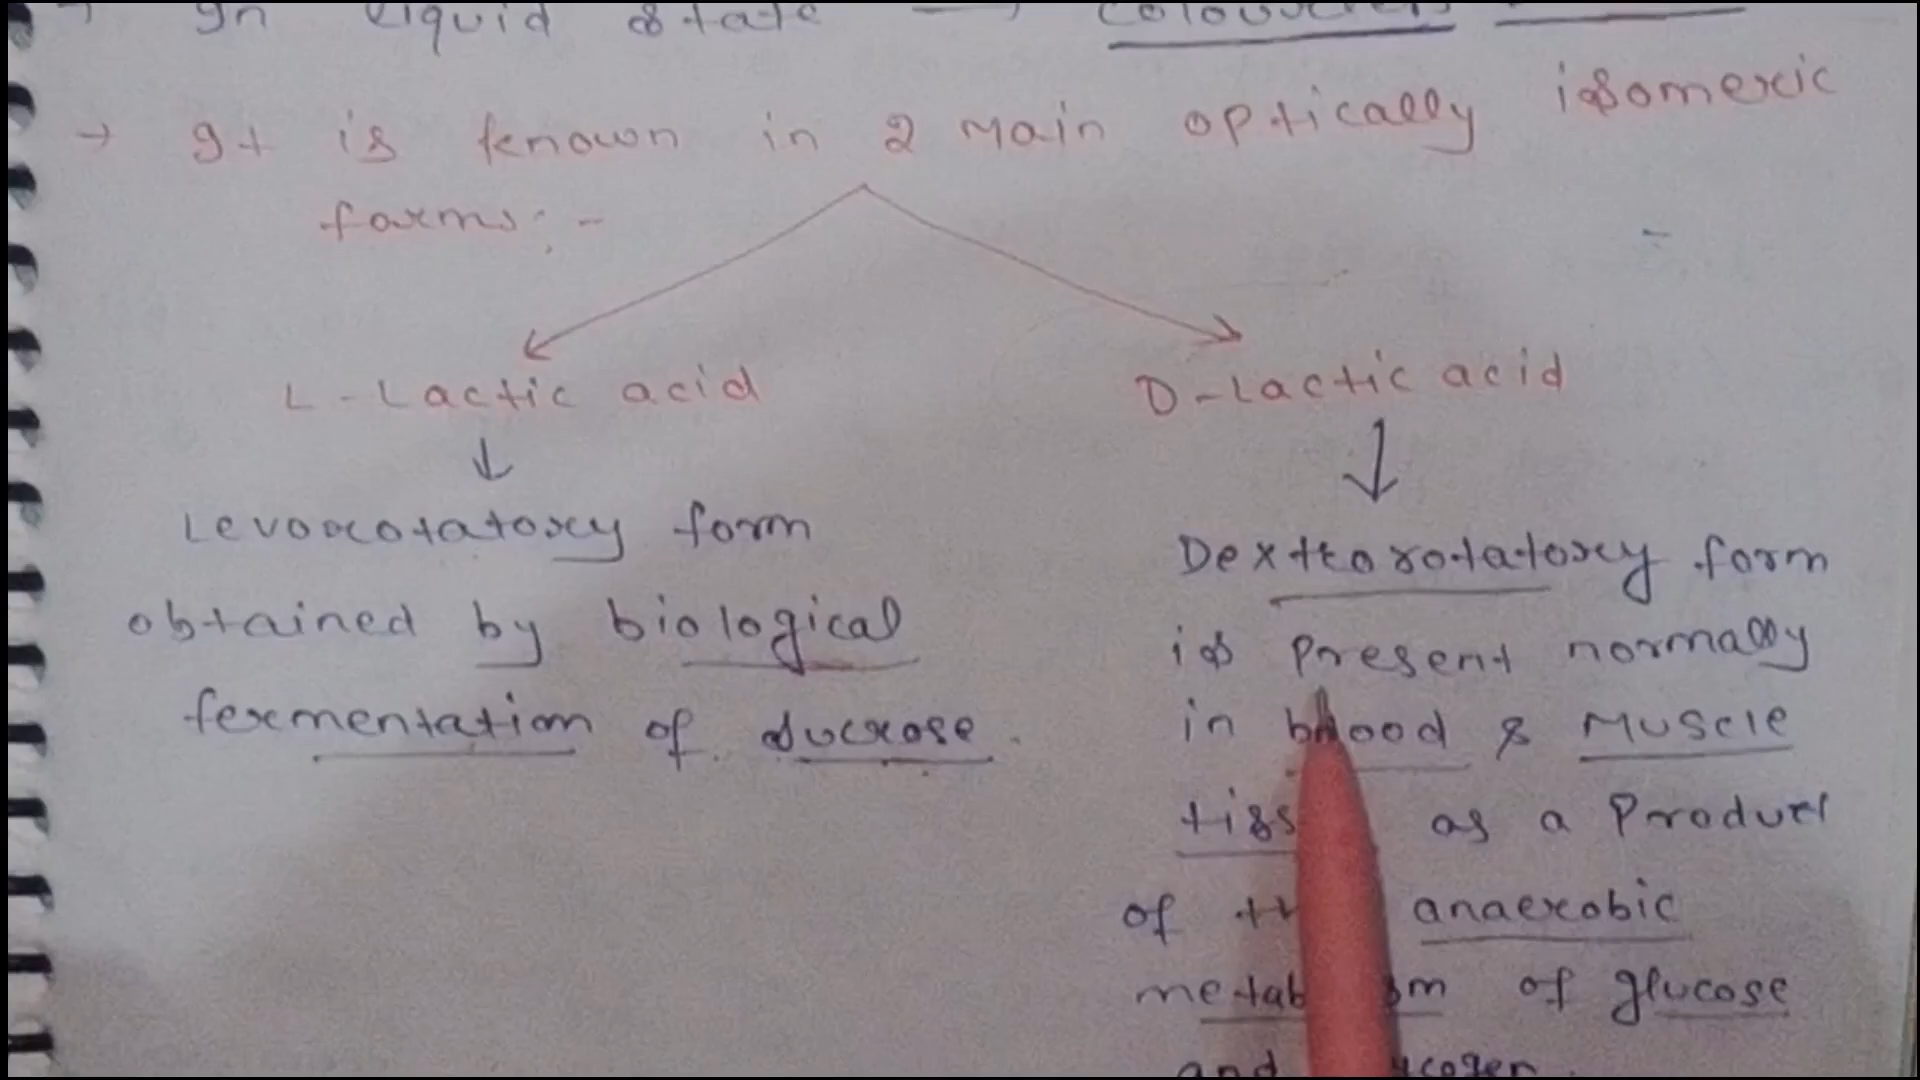 In liquid state → colourless
→ It is known in 2 main optically isomeric
forms:-
L-Lactic acid
D-Lactic acid
Levorotatory form
obtained by biological
fermentation of sucrose.
Dextrorotatory form
is present normally
in blood & Muscle
as a Product
of anaerobic
of glucose
and